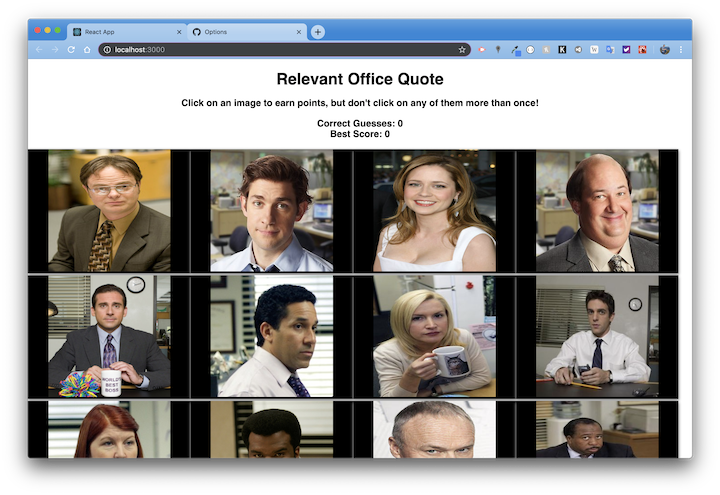 React App
Options
localhost:3000
Relevant Office Quote
Click on an image to earn points, but don't click on any of them more than once!
Correct Guesses: 0
Best Score: 0
WORLD'S
BEST
BOSS